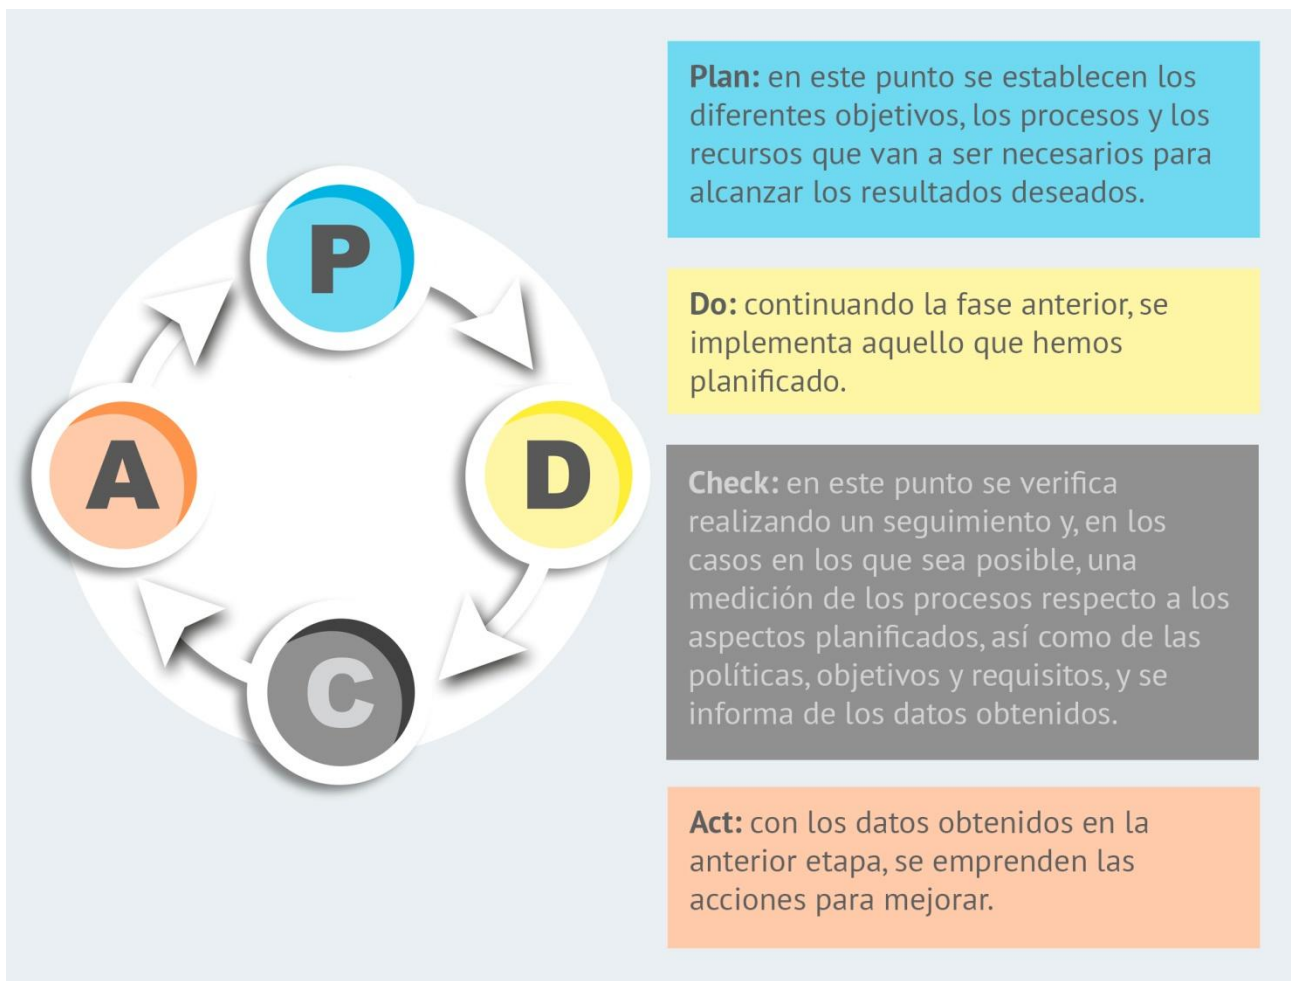 P
D
C
A
Plan: en este punto se establecen los
diferentes objetivos, los procesos y los
recursos que van a ser necesarios para
alcanzar los resultados deseados.
Do: continuando la fase anterior, se
implementa aquello que hemos
planificado.
Check: en este punto se verifica
realizando un seguimiento y, en los
casos en los que sea posible, una
medición de los procesos respecto a los
aspectos planificados, así como de las
políticas, objetivos y requisitos, y se
informa de los datos obtenidos.
Act: con los datos obtenidos en la
anterior etapa, se emprenden las
acciones para mejorar.